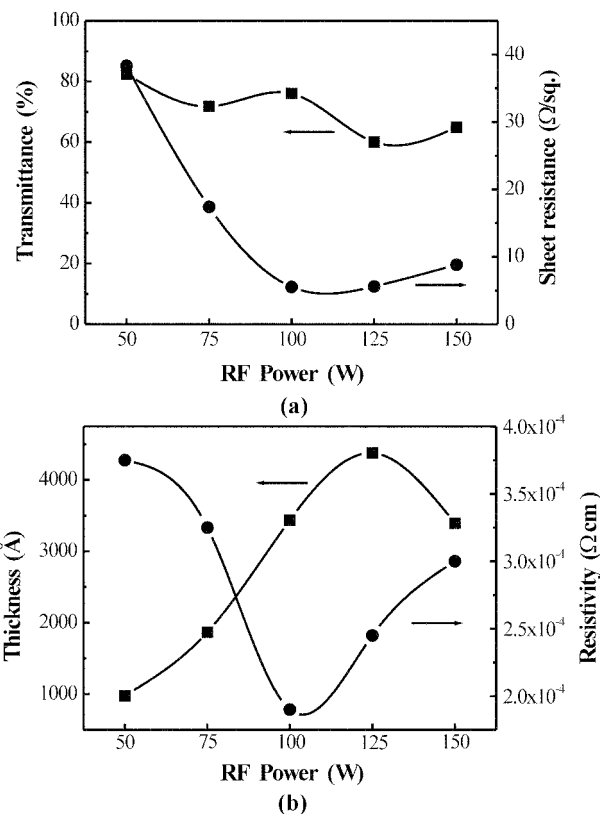 100
80
60
40
20
0
Transmittance (%)
40
30
20
10
0
Sheet resistance (Ω/sq.)
50 75 100 125 150
RF Power (W)
(a)
4000
3000
2000
1000
Thickness (Å)
4.0x10⁻⁴
3.5x10⁻⁴
3.0x10⁻⁴
2.5x10⁻⁴
2.0x10⁻⁴
Resistivity (Ω cm)
50 75 100 125 150
RF Power (W)
(b)